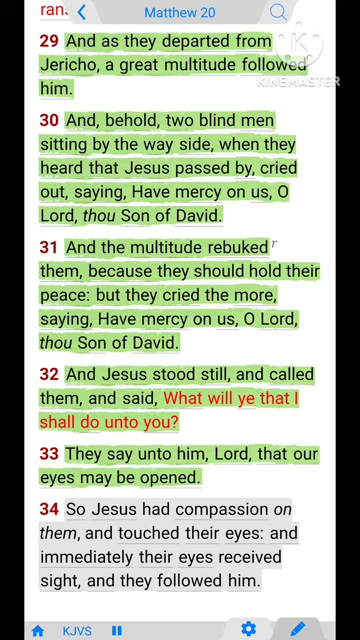 Matthew 20
rans
29 And as they departed from
Jericho, a great multitude followed
him.
KINEMASTER
30 And, behold, two blind men
sitting by the way side, when they
heard that Jesus passed by, cried
out, saying, Have mercy on us, O
Lord, thou Son of David.
31 And the multitude rebuked r
them, because they should hold their
peace: but they cried the more,
saying, Have mercy on us, O Lord,
thou Son of David.
32 And Jesus stood still, and called
them, and said, What will ye that I
shall do unto you?
33 They say unto him, Lord, that our
eyes may be opened.
34 So Jesus had compassion on
them, and touched their eyes: and
immediately their eyes received
sight, and they followed him.
KJVS